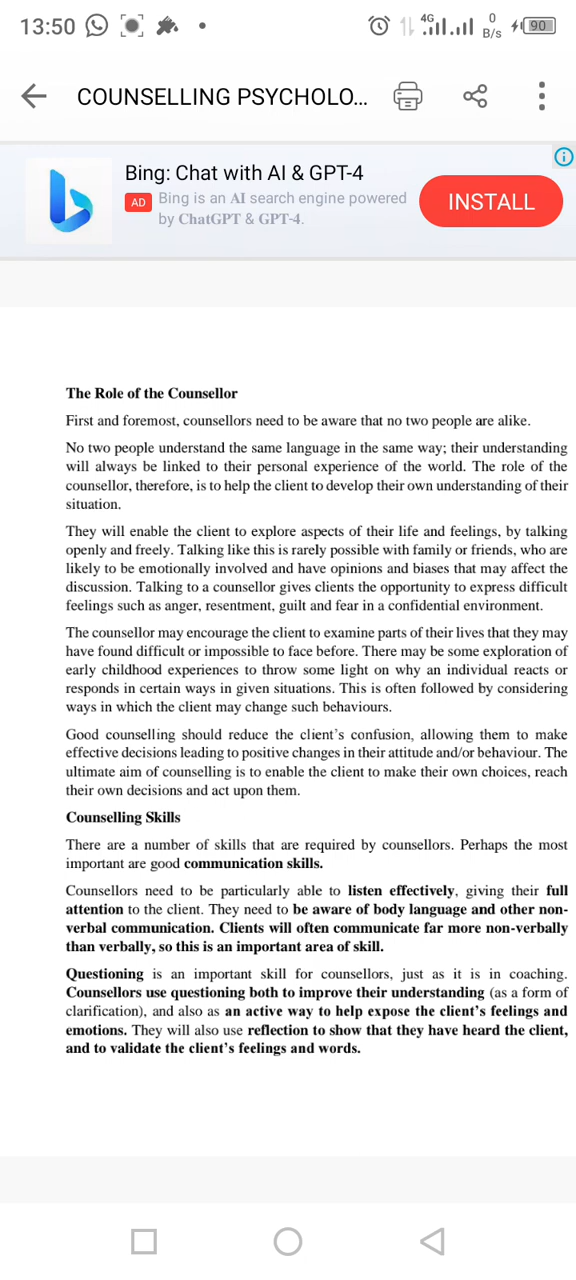 13:50
4G
0
B/s
90
COUNSELLING PSYCHOLO...
Bing: Chat with AI & GPT-4
AD Bing is an AI search engine powered
by ChatGPT & GPT-4.
INSTALL
The Role of the Counsellor
First and foremost, counsellors need to be aware that no two people are alike.
No two people understand the same language in the same way; their understanding
will always be linked to their personal experience of the world. The role of the
counsellor, therefore, is to help the client to develop their own understanding of their
situation.
They will enable the client to explore aspects of their life and feelings, by talking
openly and freely. Talking like this is rarely possible with family or friends, who are
likely to be emotionally involved and have opinions and biases that may affect the
discussion. Talking to a counsellor gives clients the opportunity to express difficult
feelings such as anger, resentment, guilt and fear in a confidential environment.
The counsellor may encourage the client to examine parts of their lives that they may
have found difficult or impossible to face before. There may be some exploration of
early childhood experiences to throw some light on why an individual reacts or
responds in certain ways in given situations. This is often followed by considering
ways in which the client may change such behaviours.
Good counselling should reduce the client's confusion, allowing them to make
effective decisions leading to positive changes in their attitude and/or behaviour. The
ultimate aim of counselling is to enable the client to make their own choices, reach
their own decisions and act upon them.
Counselling Skills
There are a number of skills that are required by counsellors. Perhaps the most
important are good communication skills.
Counsellors need to be particularly able to listen effectively, giving their full
attention to the client. They need to be aware of body language and other non-
verbal communication. Clients will often communicate far more non-verbally
than verbally, so this is an important area of skill.
Questioning is an important skill for counsellors, just as it is in coaching.
Counsellors use questioning both to improve their understanding (as a form of
clarification), and also as an active way to help expose the client's feelings and
emotions. They will also use reflection to show that they have heard the client,
and to validate the client's feelings and words.